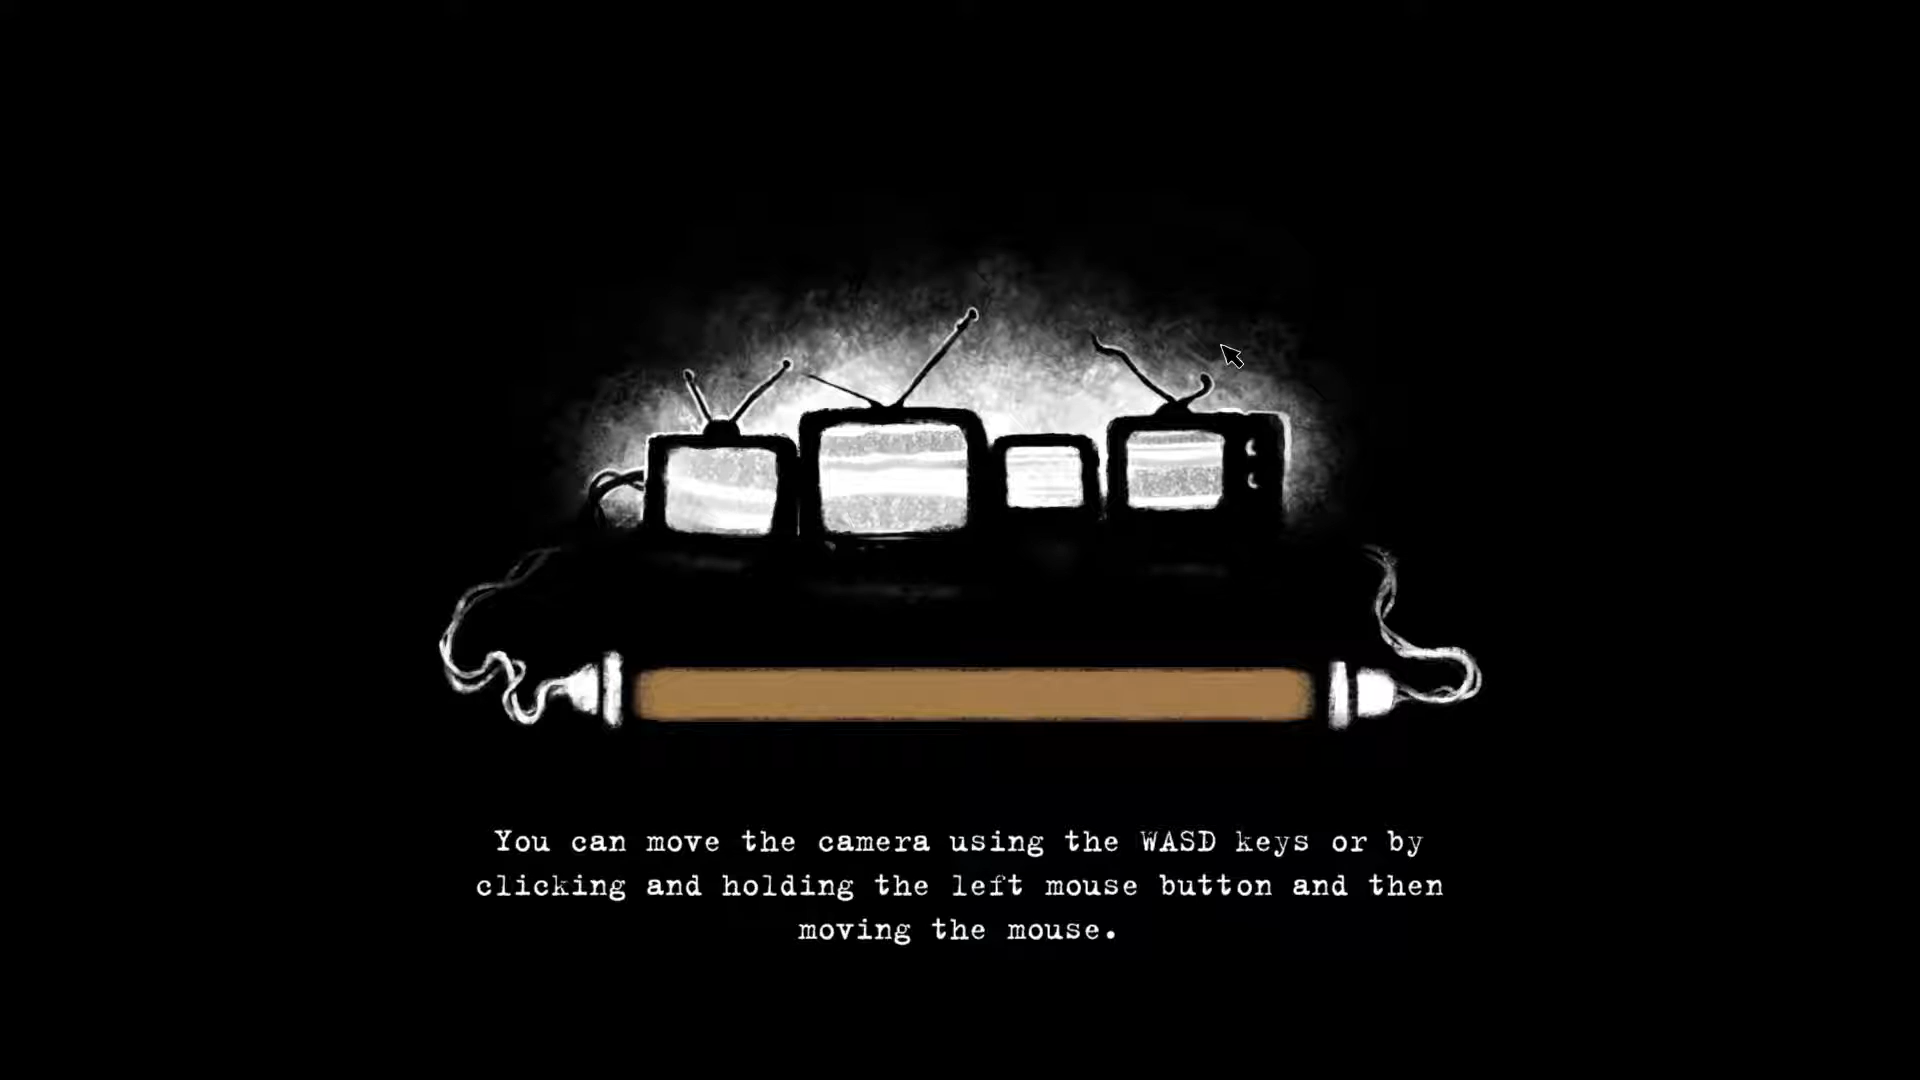 You can move the camera using the WASD keys or by
clicking and holding the left mouse button and then
moving the mouse.